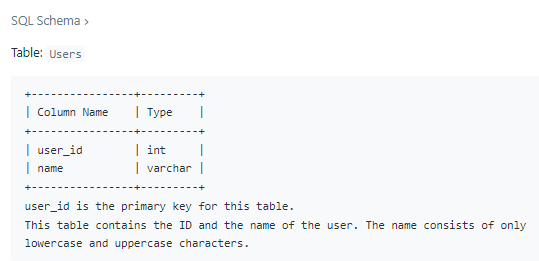 SQL Schema ›
Table: Users
+----------------+---------+
| Column Name    | Type    |
+----------------+---------+
| user_id        | int     |
| name           | varchar |
+----------------+---------+
user_id is the primary key for this table.
This table contains the ID and the name of the user. The name consists of only
lowercase and uppercase characters.